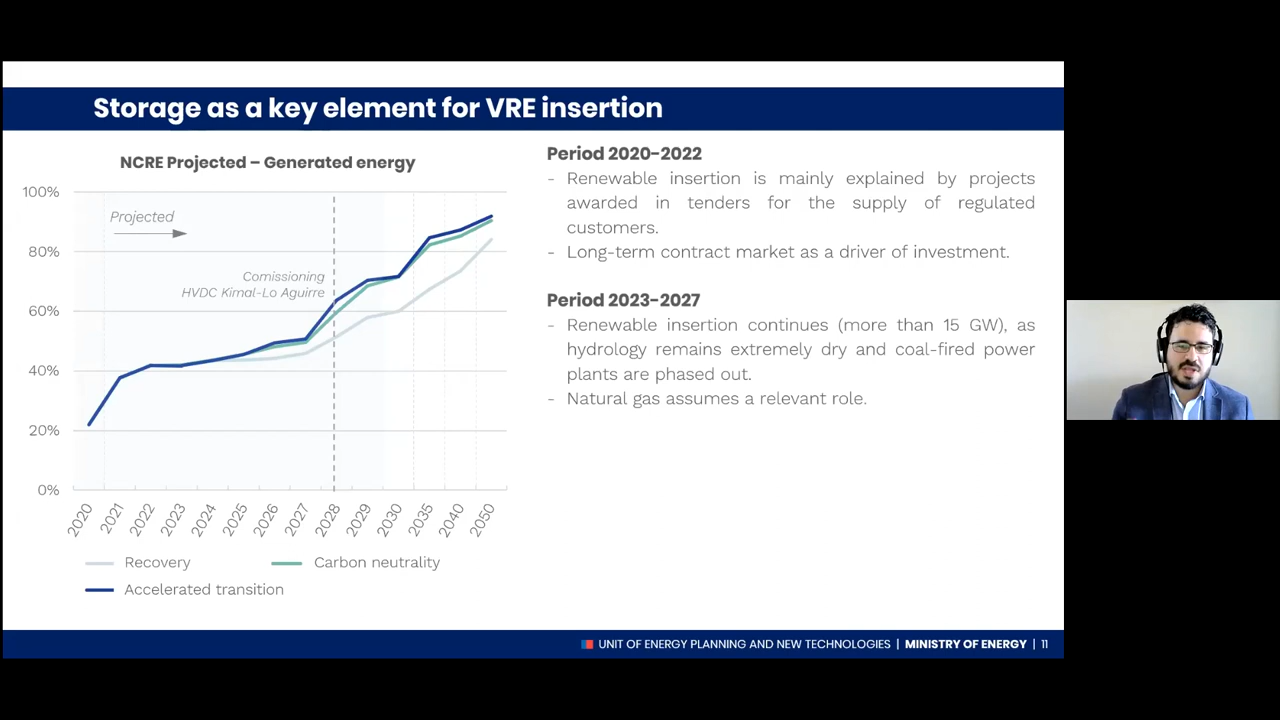 Storage as a key element for VRE insertion
NCRE Projected – Generated energy
100%
80%
60%
40%
20%
0%
Projected
Comissioning
HVDC Kimal-Lo Aguirre
2020
2021
2022
2023
2024
2025
2026
2027
2028
2029
2030
2035
2040
2050
Recovery
Carbon neutrality
Accelerated transition
Period 2020-2022
- Renewable insertion is mainly explained by projects
awarded in tenders for the supply of regulated
customers.
- Long-term contract market as a driver of investment.
Period 2023-2027
- Renewable insertion continues (more than 15 GW), as
hydrology remains extremely dry and coal-fired power
plants are phased out.
- Natural gas assumes a relevant role.
UNIT OF ENERGY PLANNING AND NEW TECHNOLOGIES | MINISTRY OF ENERGY | 11